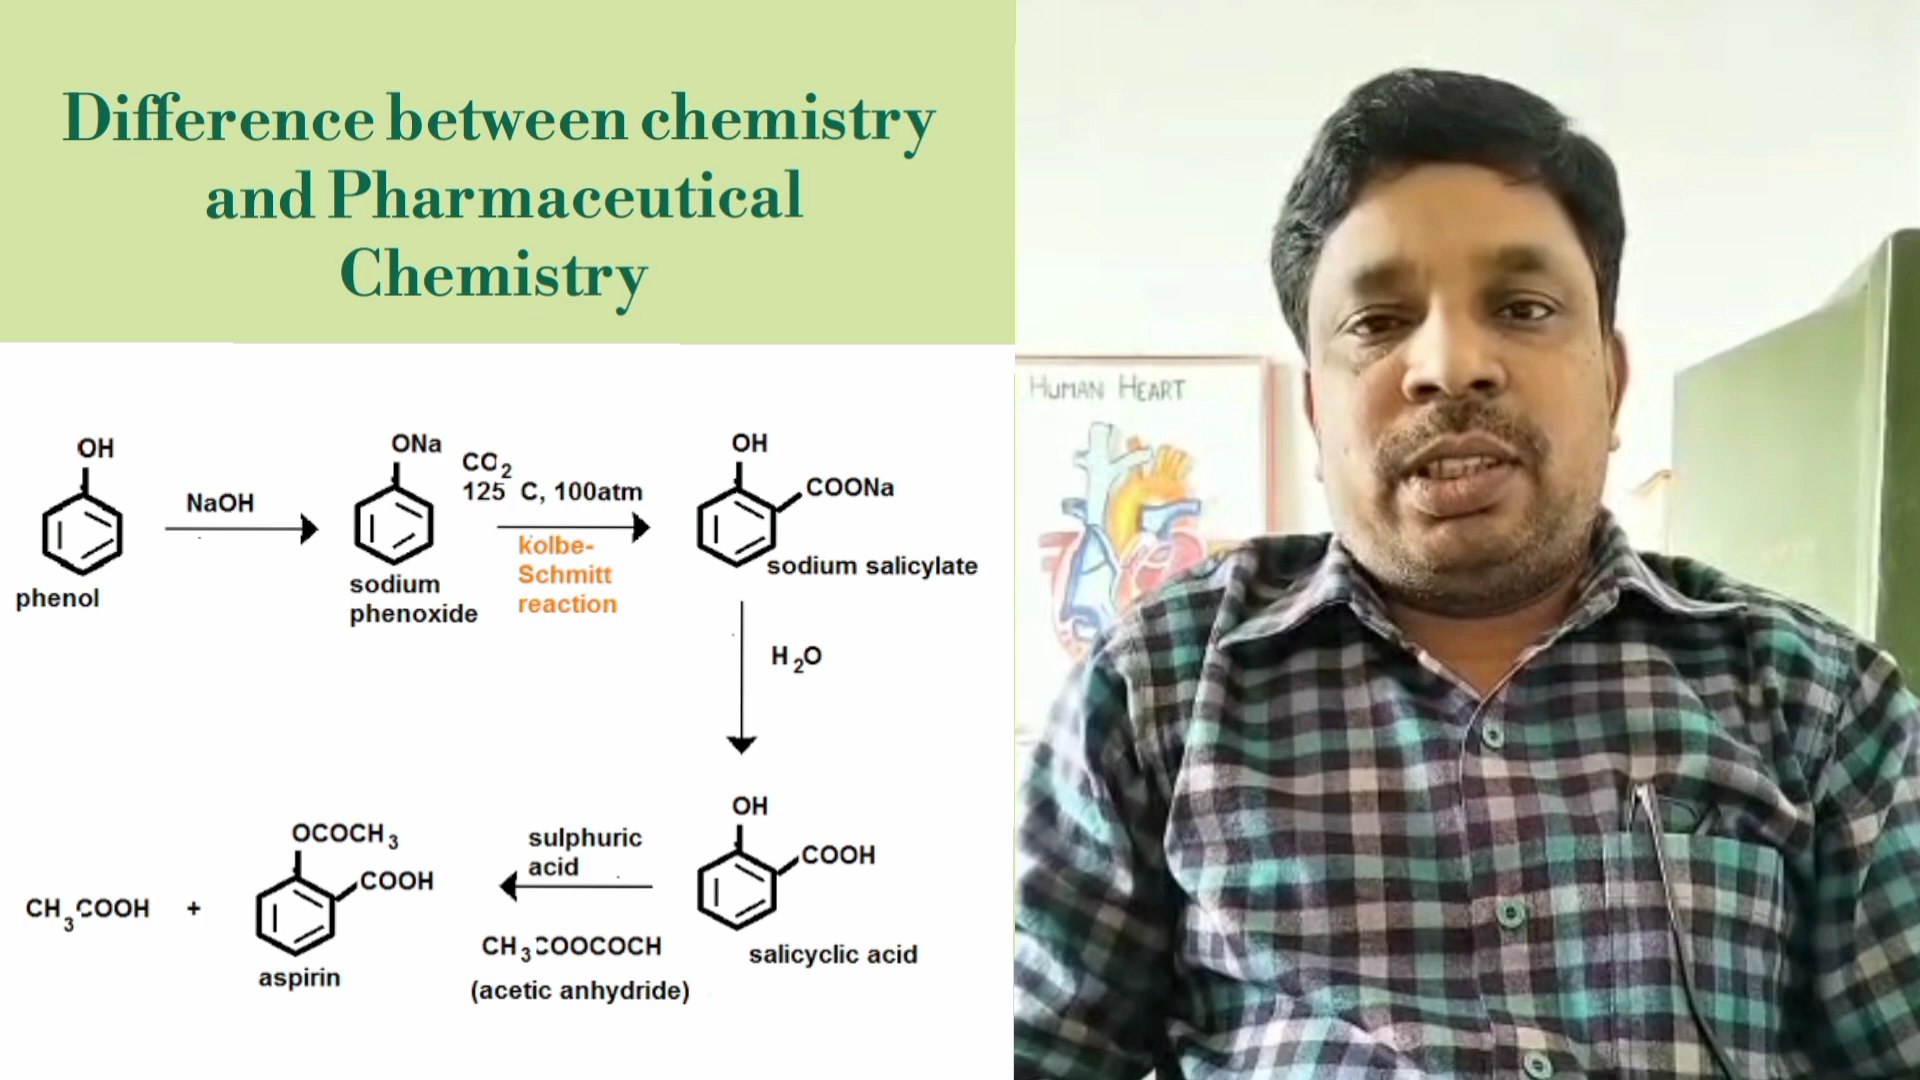 Difference between chemistry
and Pharmaceutical
Chemistry
HUMAN HEART
OH
NaOH
phenol
ONa
sodium
phenoxide
CO2
125 C, 100atm
kolbe-
Schmitt
reaction
OH
COONa
sodium salicylate
H2O
OH
COOH
salicyclic acid
sulphuric
acid
CH3COOCOCH
(acetic anhydride)
OCOCH3
COOH
aspirin
+
CH3COOH